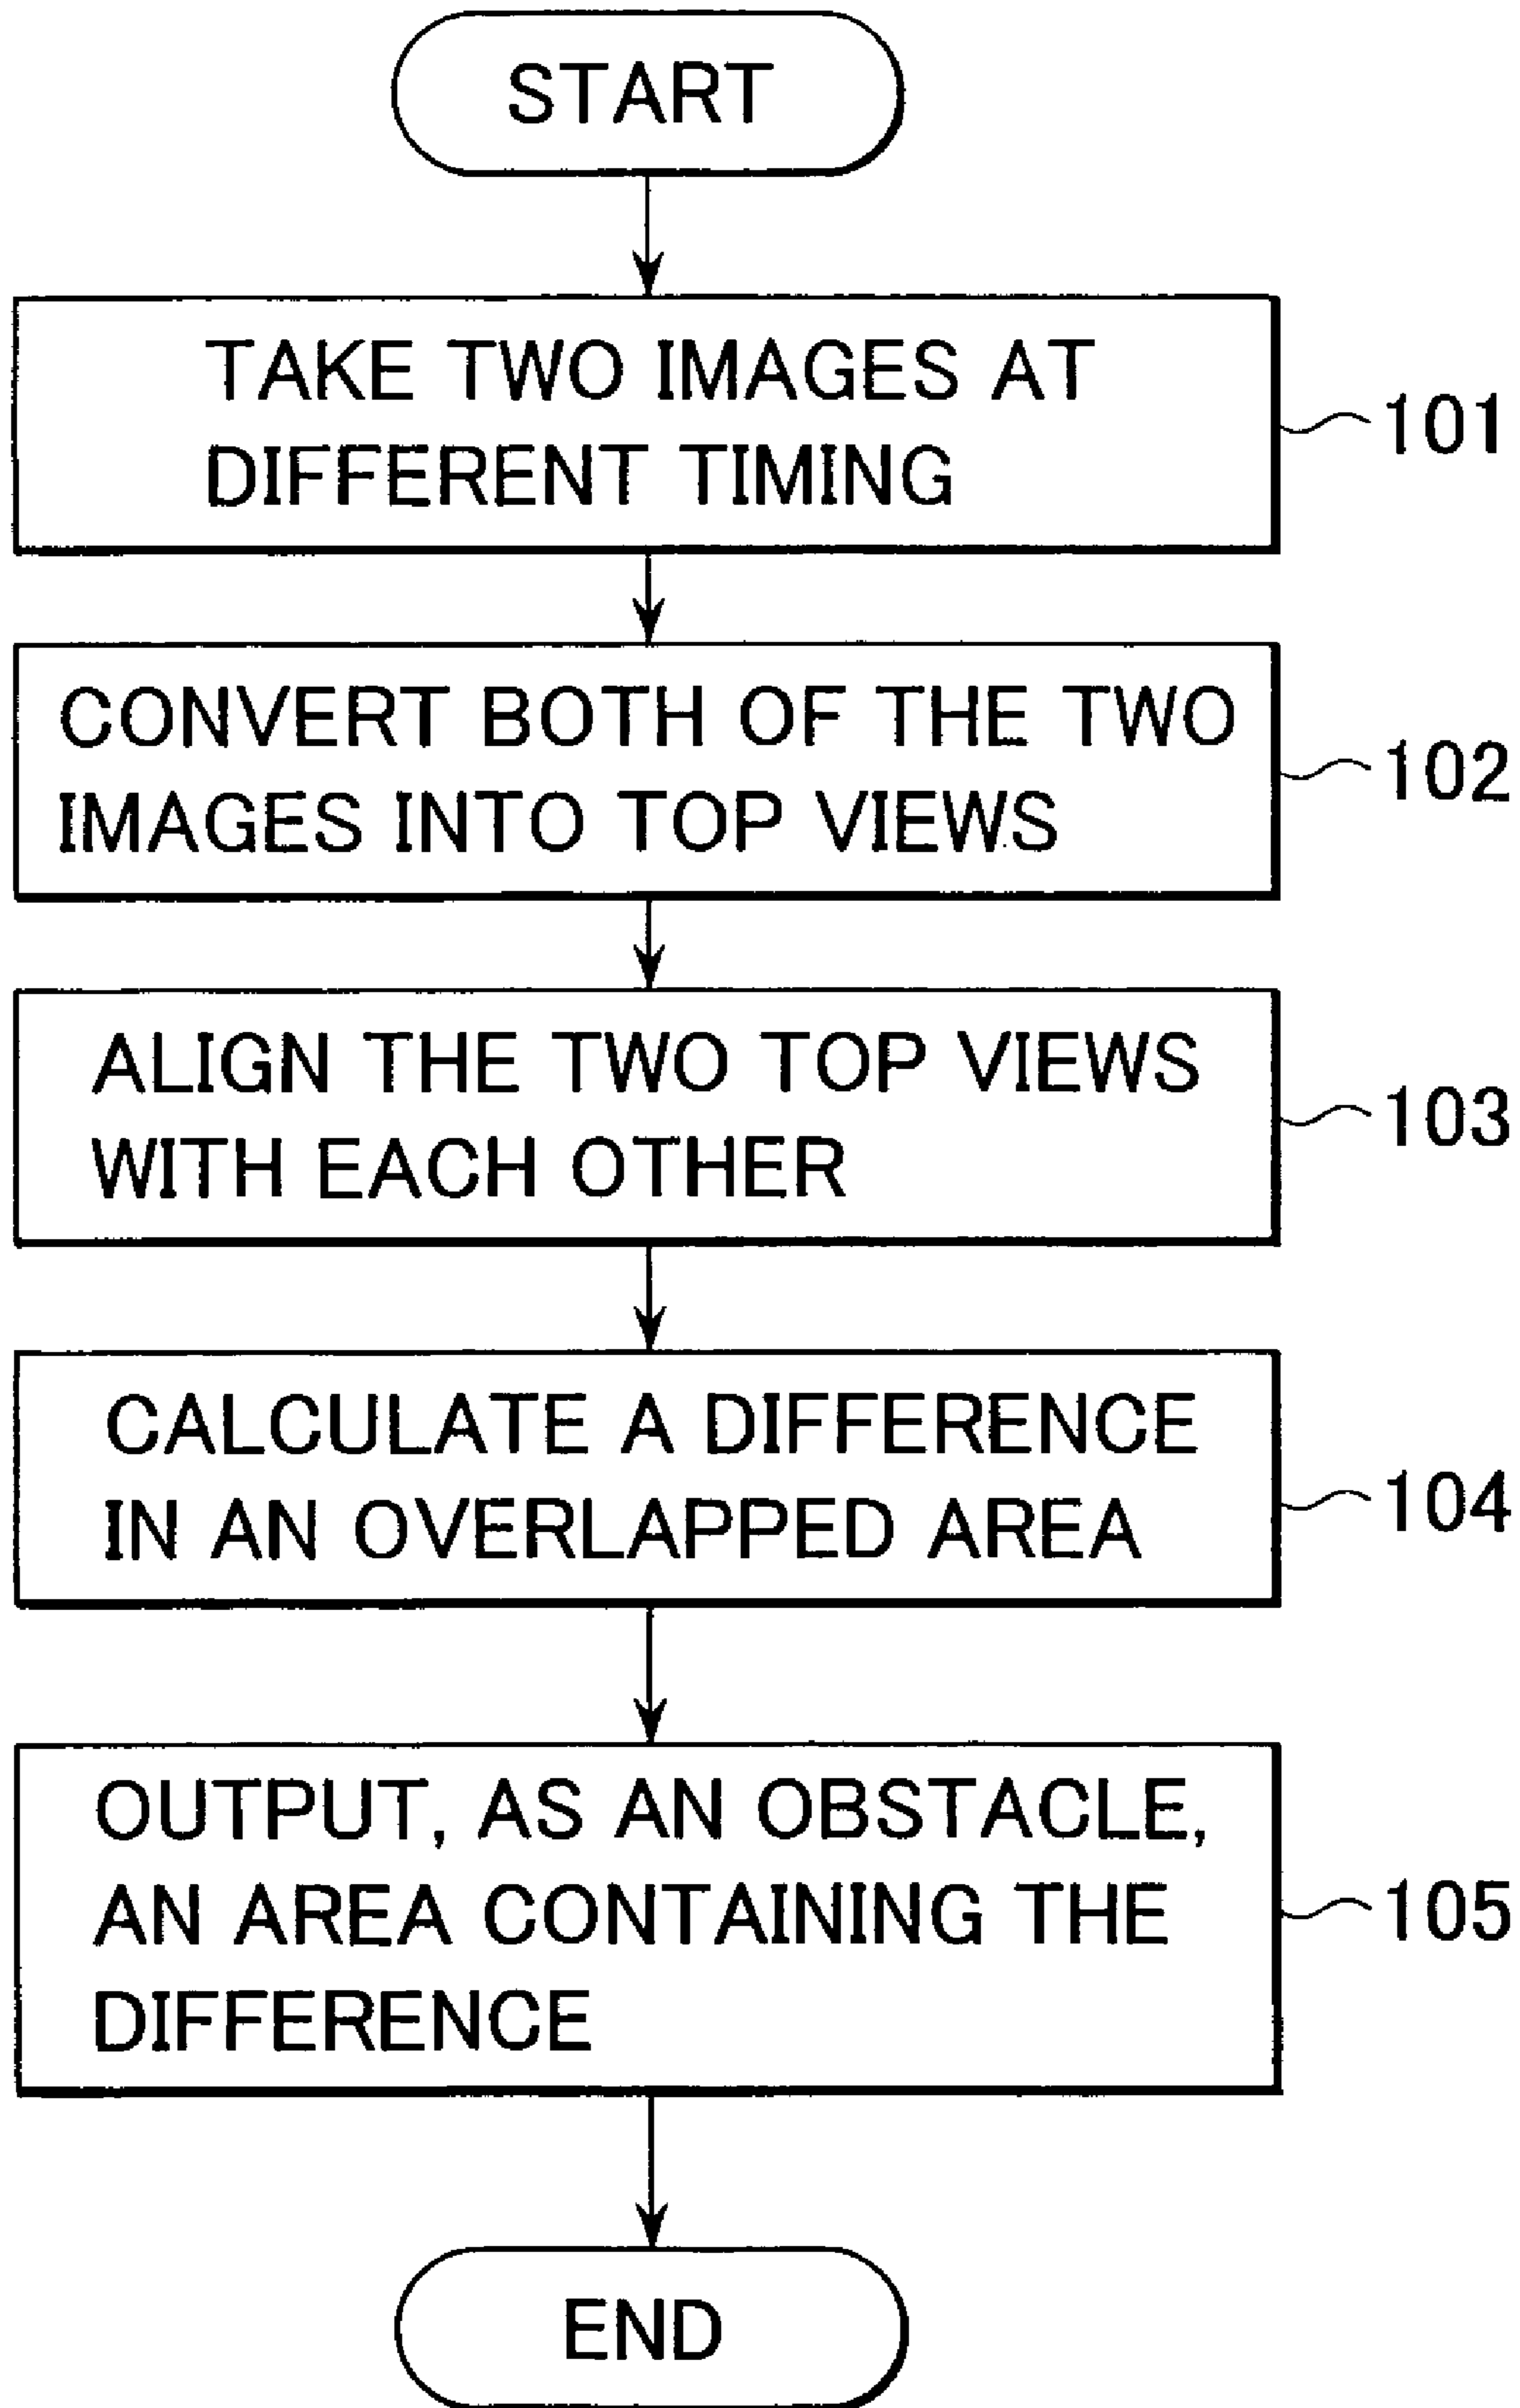 START
TAKE TWO IMAGES AT
DIFFERENT TIMING
101
CONVERT BOTH OF THE TWO
IMAGES INTO TOP VIEWS
102
ALIGN THE TWO TOP VIEWS
WITH EACH OTHER
103
CALCULATE A DIFFERENCE
IN AN OVERLAPPED AREA
104
OUTPUT, AS AN OBSTACLE,
AN AREA CONTAINING THE
DIFFERENCE
105
END